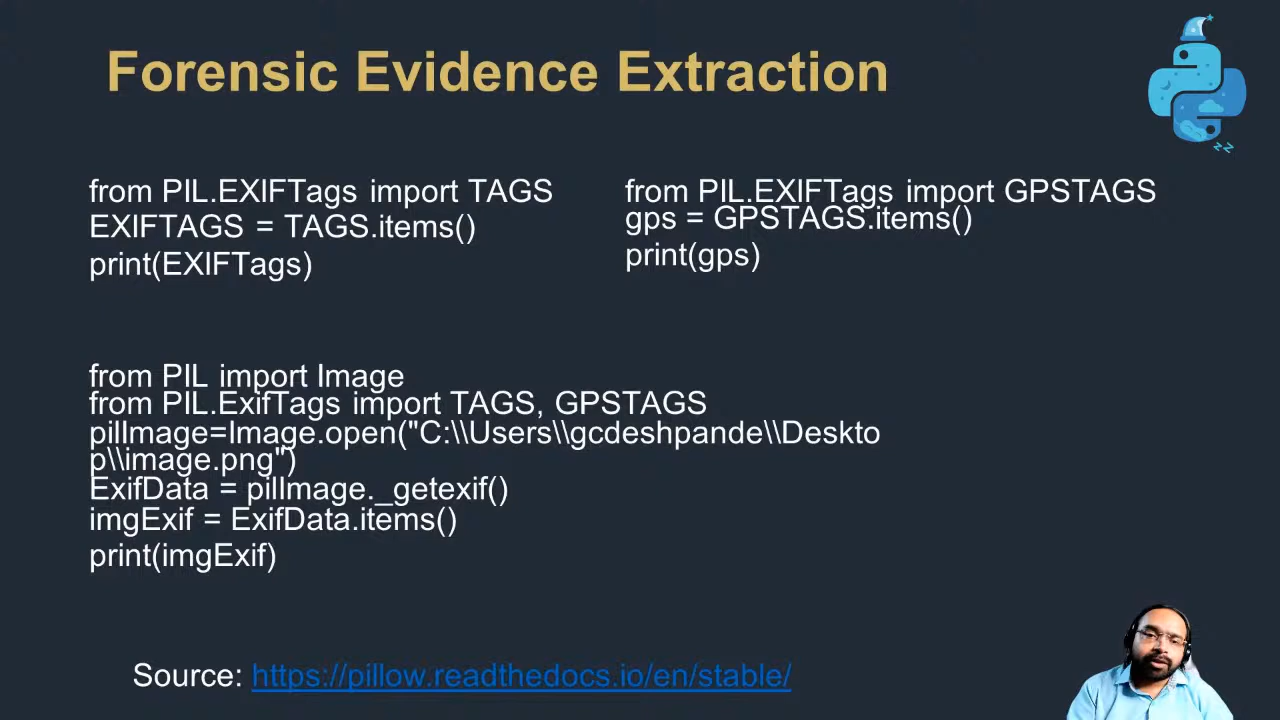 Forensic Evidence Extraction
from PIL.EXIFTags import TAGS
EXIFTAGS = TAGS.items()
print(EXIFTags)
from PIL.EXIFTags import GPSTAGS
gps = GPSTAGS.items()
print(gps)
from PIL import Image
from PIL.ExifTags import TAGS, GPSTAGS
pilImage=Image.open("C:\\Users\\gcdeshpande\\Deskto
p\\image.png")
ExifData = pilImage._getexif()
imgExif = ExifData.items()
print(imgExif)
Source: https://pillow.readthedocs.io/en/stable/
zz